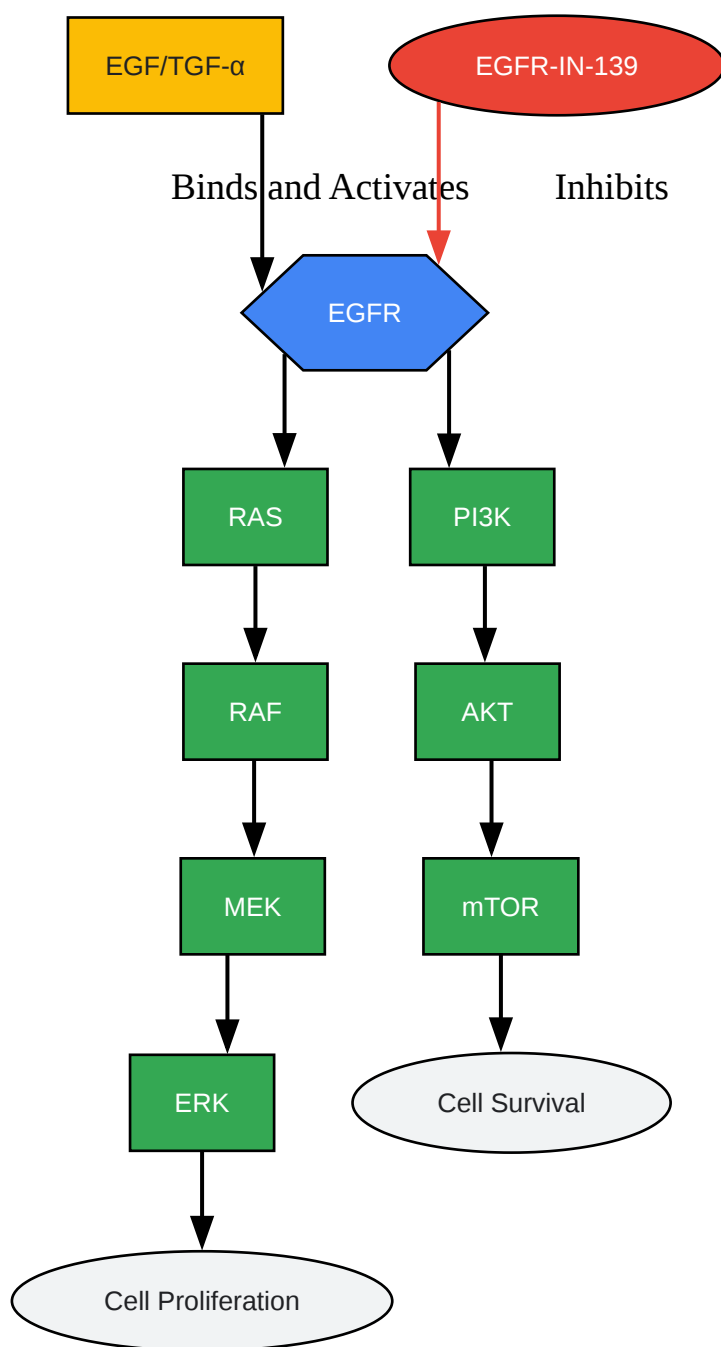 EGF/TGF-α
EGFR-IN-139
Binds and Activates
Inhibits
EGFR
RAS
PI3K
RAF
AKT
MEK
mTOR
ERK
Cell Survival
Cell Proliferation